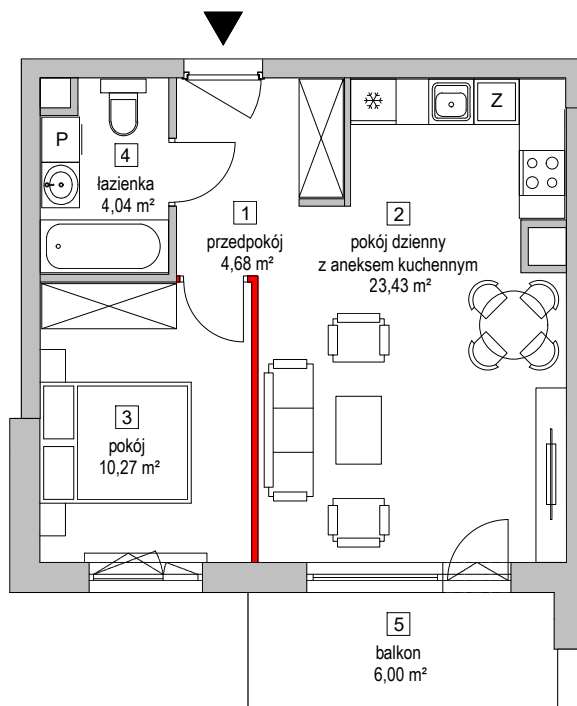 Z
P
4
łazienka
4,04 m²
1
przedpokój
4,68 m²
2
pokój dzienny
z aneksem kuchennym
23,43 m²
3
pokój
10,27 m²
5
balkon
6,00 m²